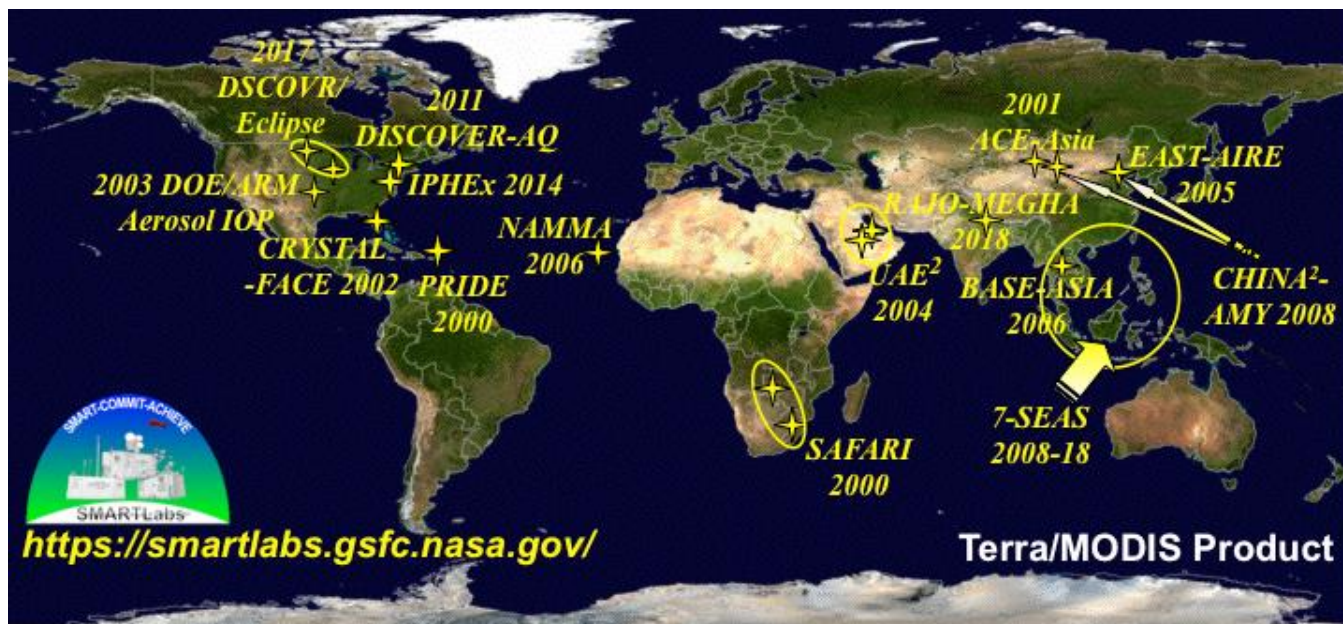 2017
DSCOVR/
Eclipse
2011
DISCOVER-AQ
2003 DOE/ARM
Aerosol IOP
IPHEx 2014
CRYSTAL
-FACE 2002
PRIDE
2000
NAMMA
2006
2001
ACE-Asia
EAST-AIRE
2005
RAJO-MEGHA
2018
UAE²
2004
BASE-ASIA
2006
CHINA²-
AMY 2008
7-SEAS
2008-18
SAFARI
2000
SMART-COMMIT-ACHIEVE
SMARTLabs
https://smartlabs.gsfc.nasa.gov/
Terra/MODIS Product